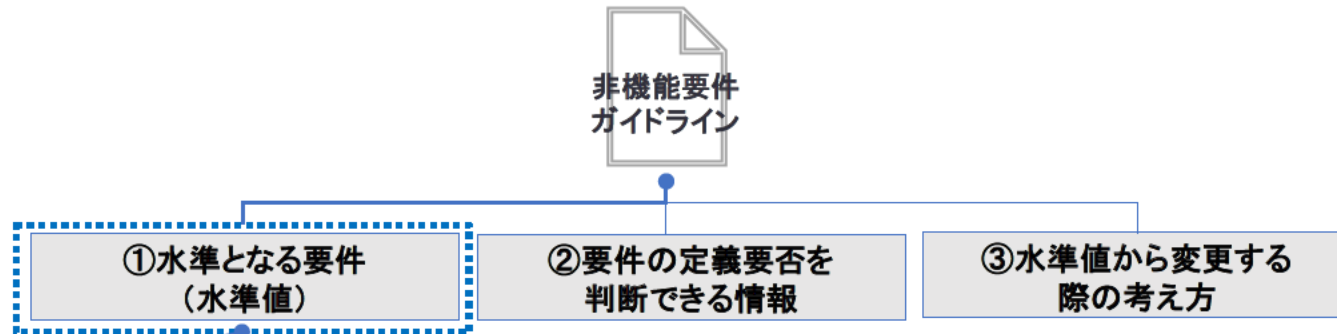 非機能要件
ガイドライン
①水準となる要件
（水準値）
②要件の定義要否を
判断できる情報
③水準値から変更する
際の考え方